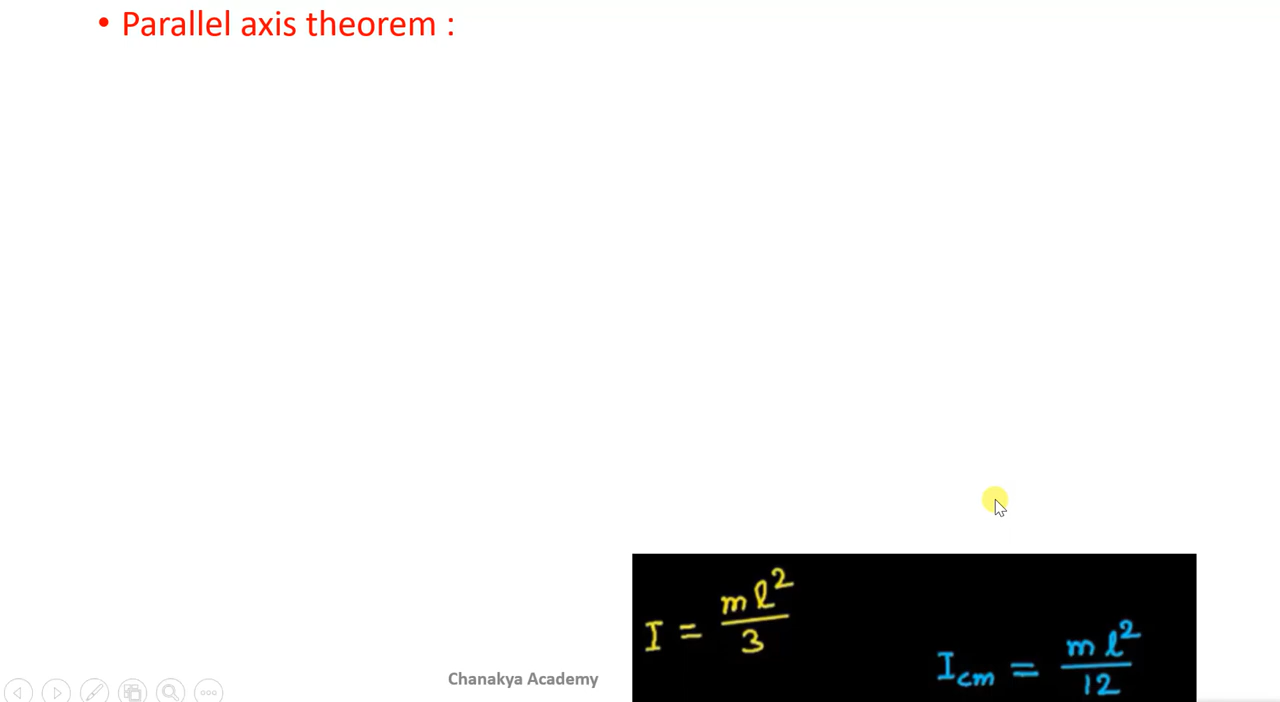 • Parallel axis theorem :
I = ml²/3
I_cm = ml²/12
Chanakya Academy